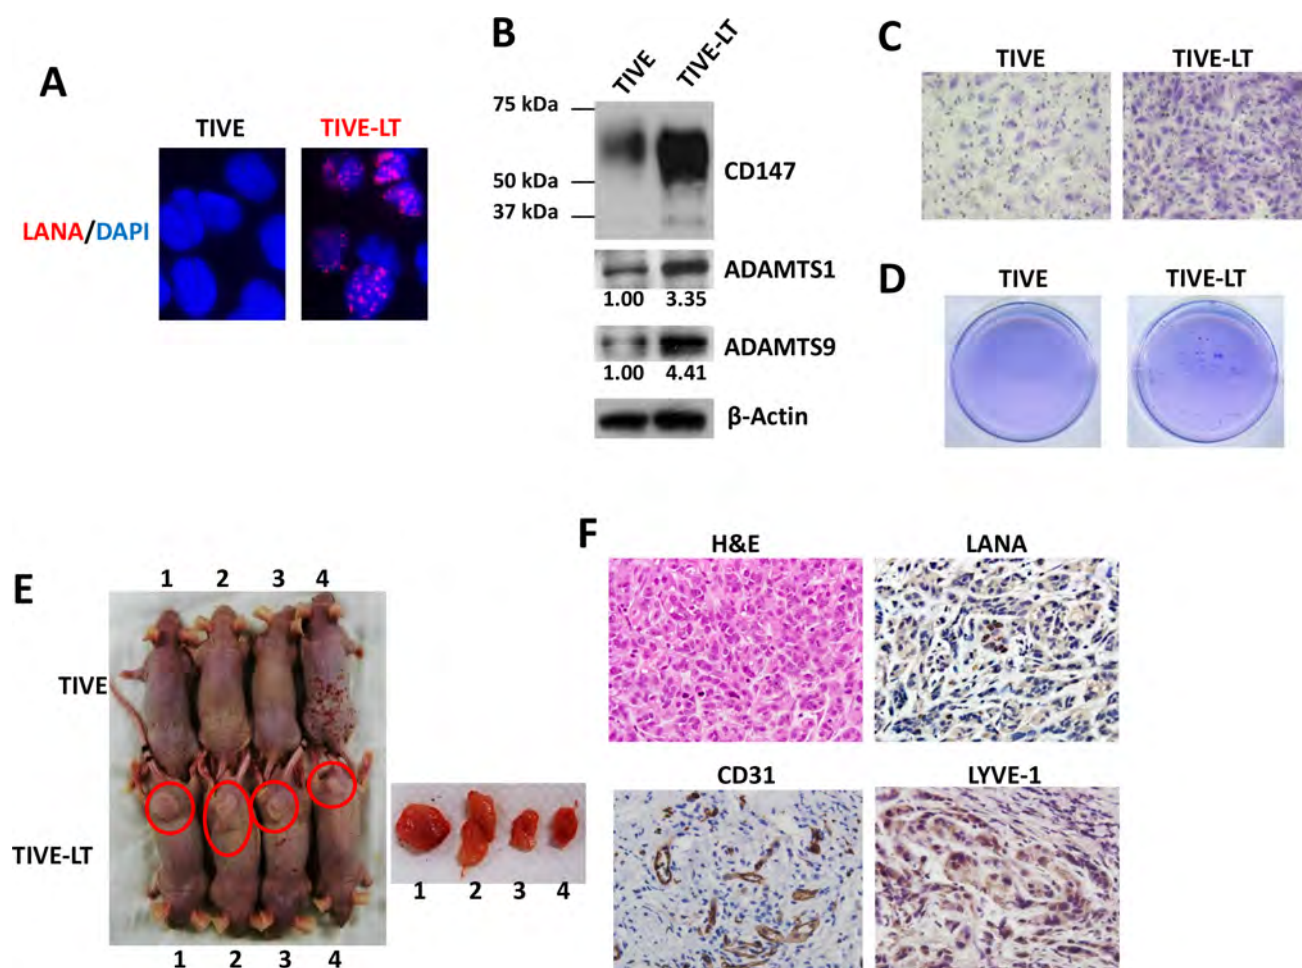 A
TIVE
TIVE-LT
LANA/DAPI
B
TIVE
TIVE-LT
75 kDa
50 kDa
37 kDa
CD147
ADAMTS1
1.00 3.35
ADAMTS9
1.00 4.41
β-Actin
C
TIVE
TIVE-LT
D
TIVE
TIVE-LT
E
1 2 3 4
TIVE
TIVE-LT
1 2 3 4
1 2 3 4
F
H&E
LANA
CD31
LYVE-1